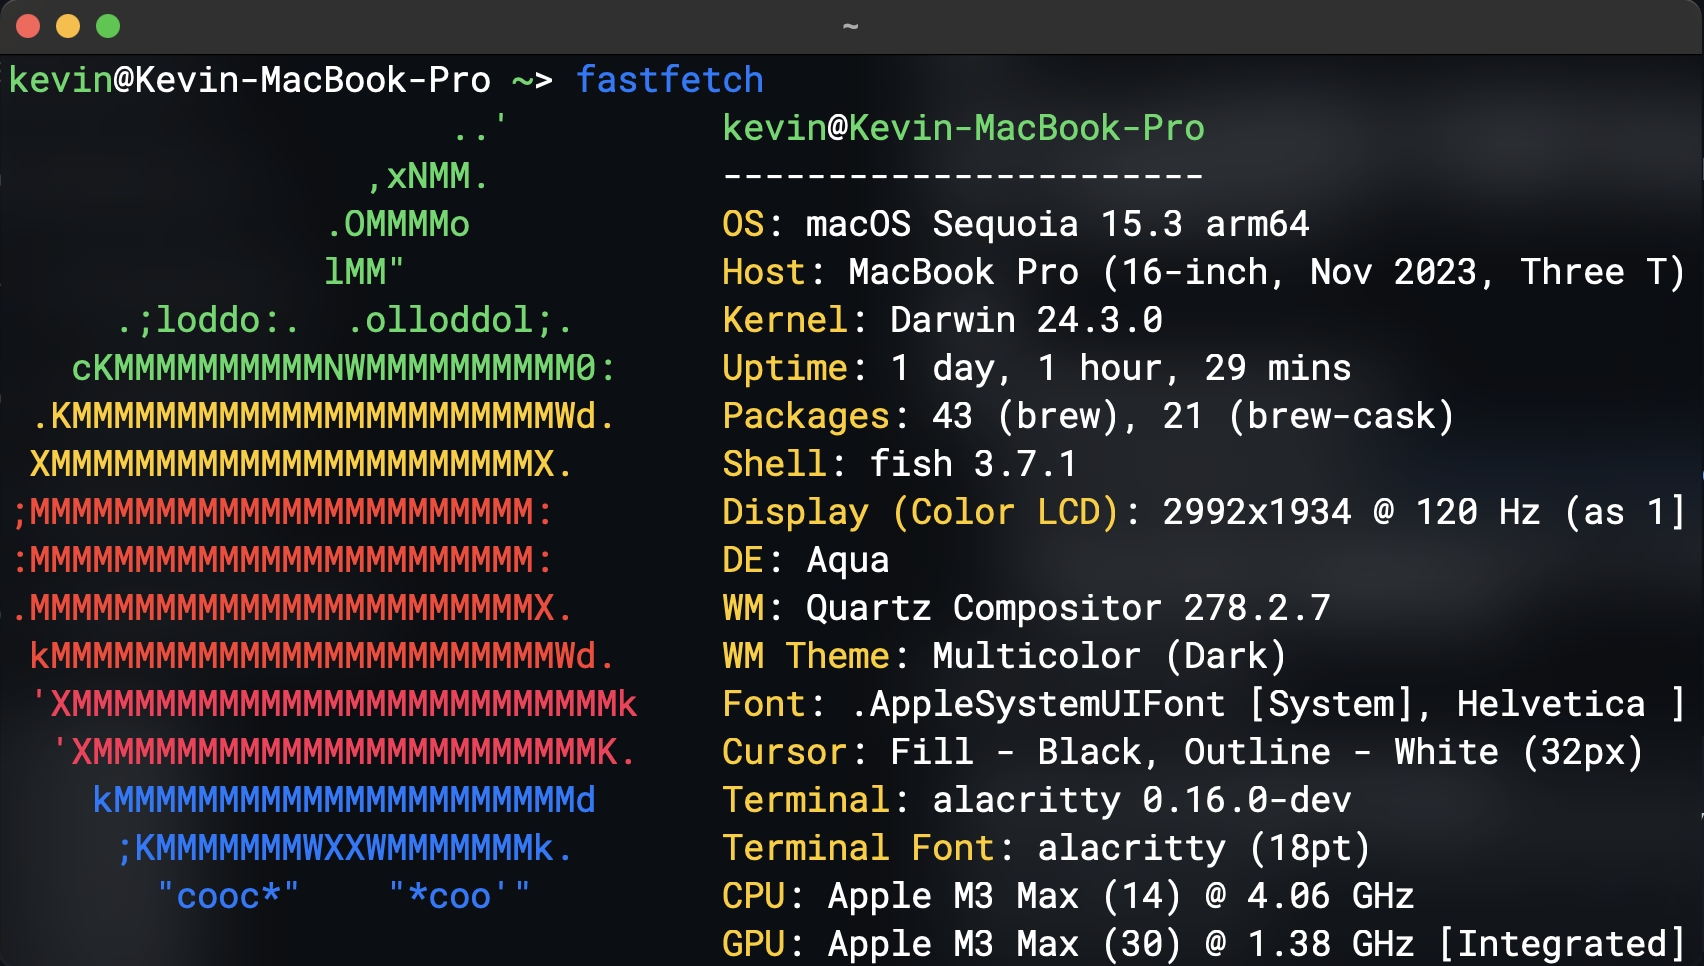 ~
kevin@Kevin-MacBook-Pro ~> fastfetch
                     ..'          kevin@Kevin-MacBook-Pro
                 ,xNMM.           -----------------------
               .OMMMMo            OS: macOS Sequoia 15.3 arm64
               lMM"               Host: MacBook Pro (16-inch, Nov 2023, Three T)
     .;loddo:.  .olloddol;.       Kernel: Darwin 24.3.0
   cKMMMMMMMMMMNWMMMMMMMMMM0:     Uptime: 1 day, 1 hour, 29 mins
 .KMMMMMMMMMMMMMMMMMMMMMMMWd.     Packages: 43 (brew), 21 (brew-cask)
 XMMMMMMMMMMMMMMMMMMMMMMMX.       Shell: fish 3.7.1
;MMMMMMMMMMMMMMMMMMMMMMMM:        Display (Color LCD): 2992x1934 @ 120 Hz (as 1]
:MMMMMMMMMMMMMMMMMMMMMMMM:        DE: Aqua
.MMMMMMMMMMMMMMMMMMMMMMMMX.       WM: Quartz Compositor 278.2.7
 kMMMMMMMMMMMMMMMMMMMMMMMMWd.     WM Theme: Multicolor (Dark)
 'XMMMMMMMMMMMMMMMMMMMMMMMMMMk    Font: .AppleSystemUIFont [System], Helvetica ]
  'XMMMMMMMMMMMMMMMMMMMMMMMMK.    Cursor: Fill - Black, Outline - White (32px)
    kMMMMMMMMMMMMMMMMMMMMMMd      Terminal: alacritty 0.16.0-dev
     ;KMMMMMMMWXXWMMMMMMMk.       Terminal Font: alacritty (18pt)
       "cooc*"    "*coo'"         CPU: Apple M3 Max (14) @ 4.06 GHz
                                  GPU: Apple M3 Max (30) @ 1.38 GHz [Integrated]